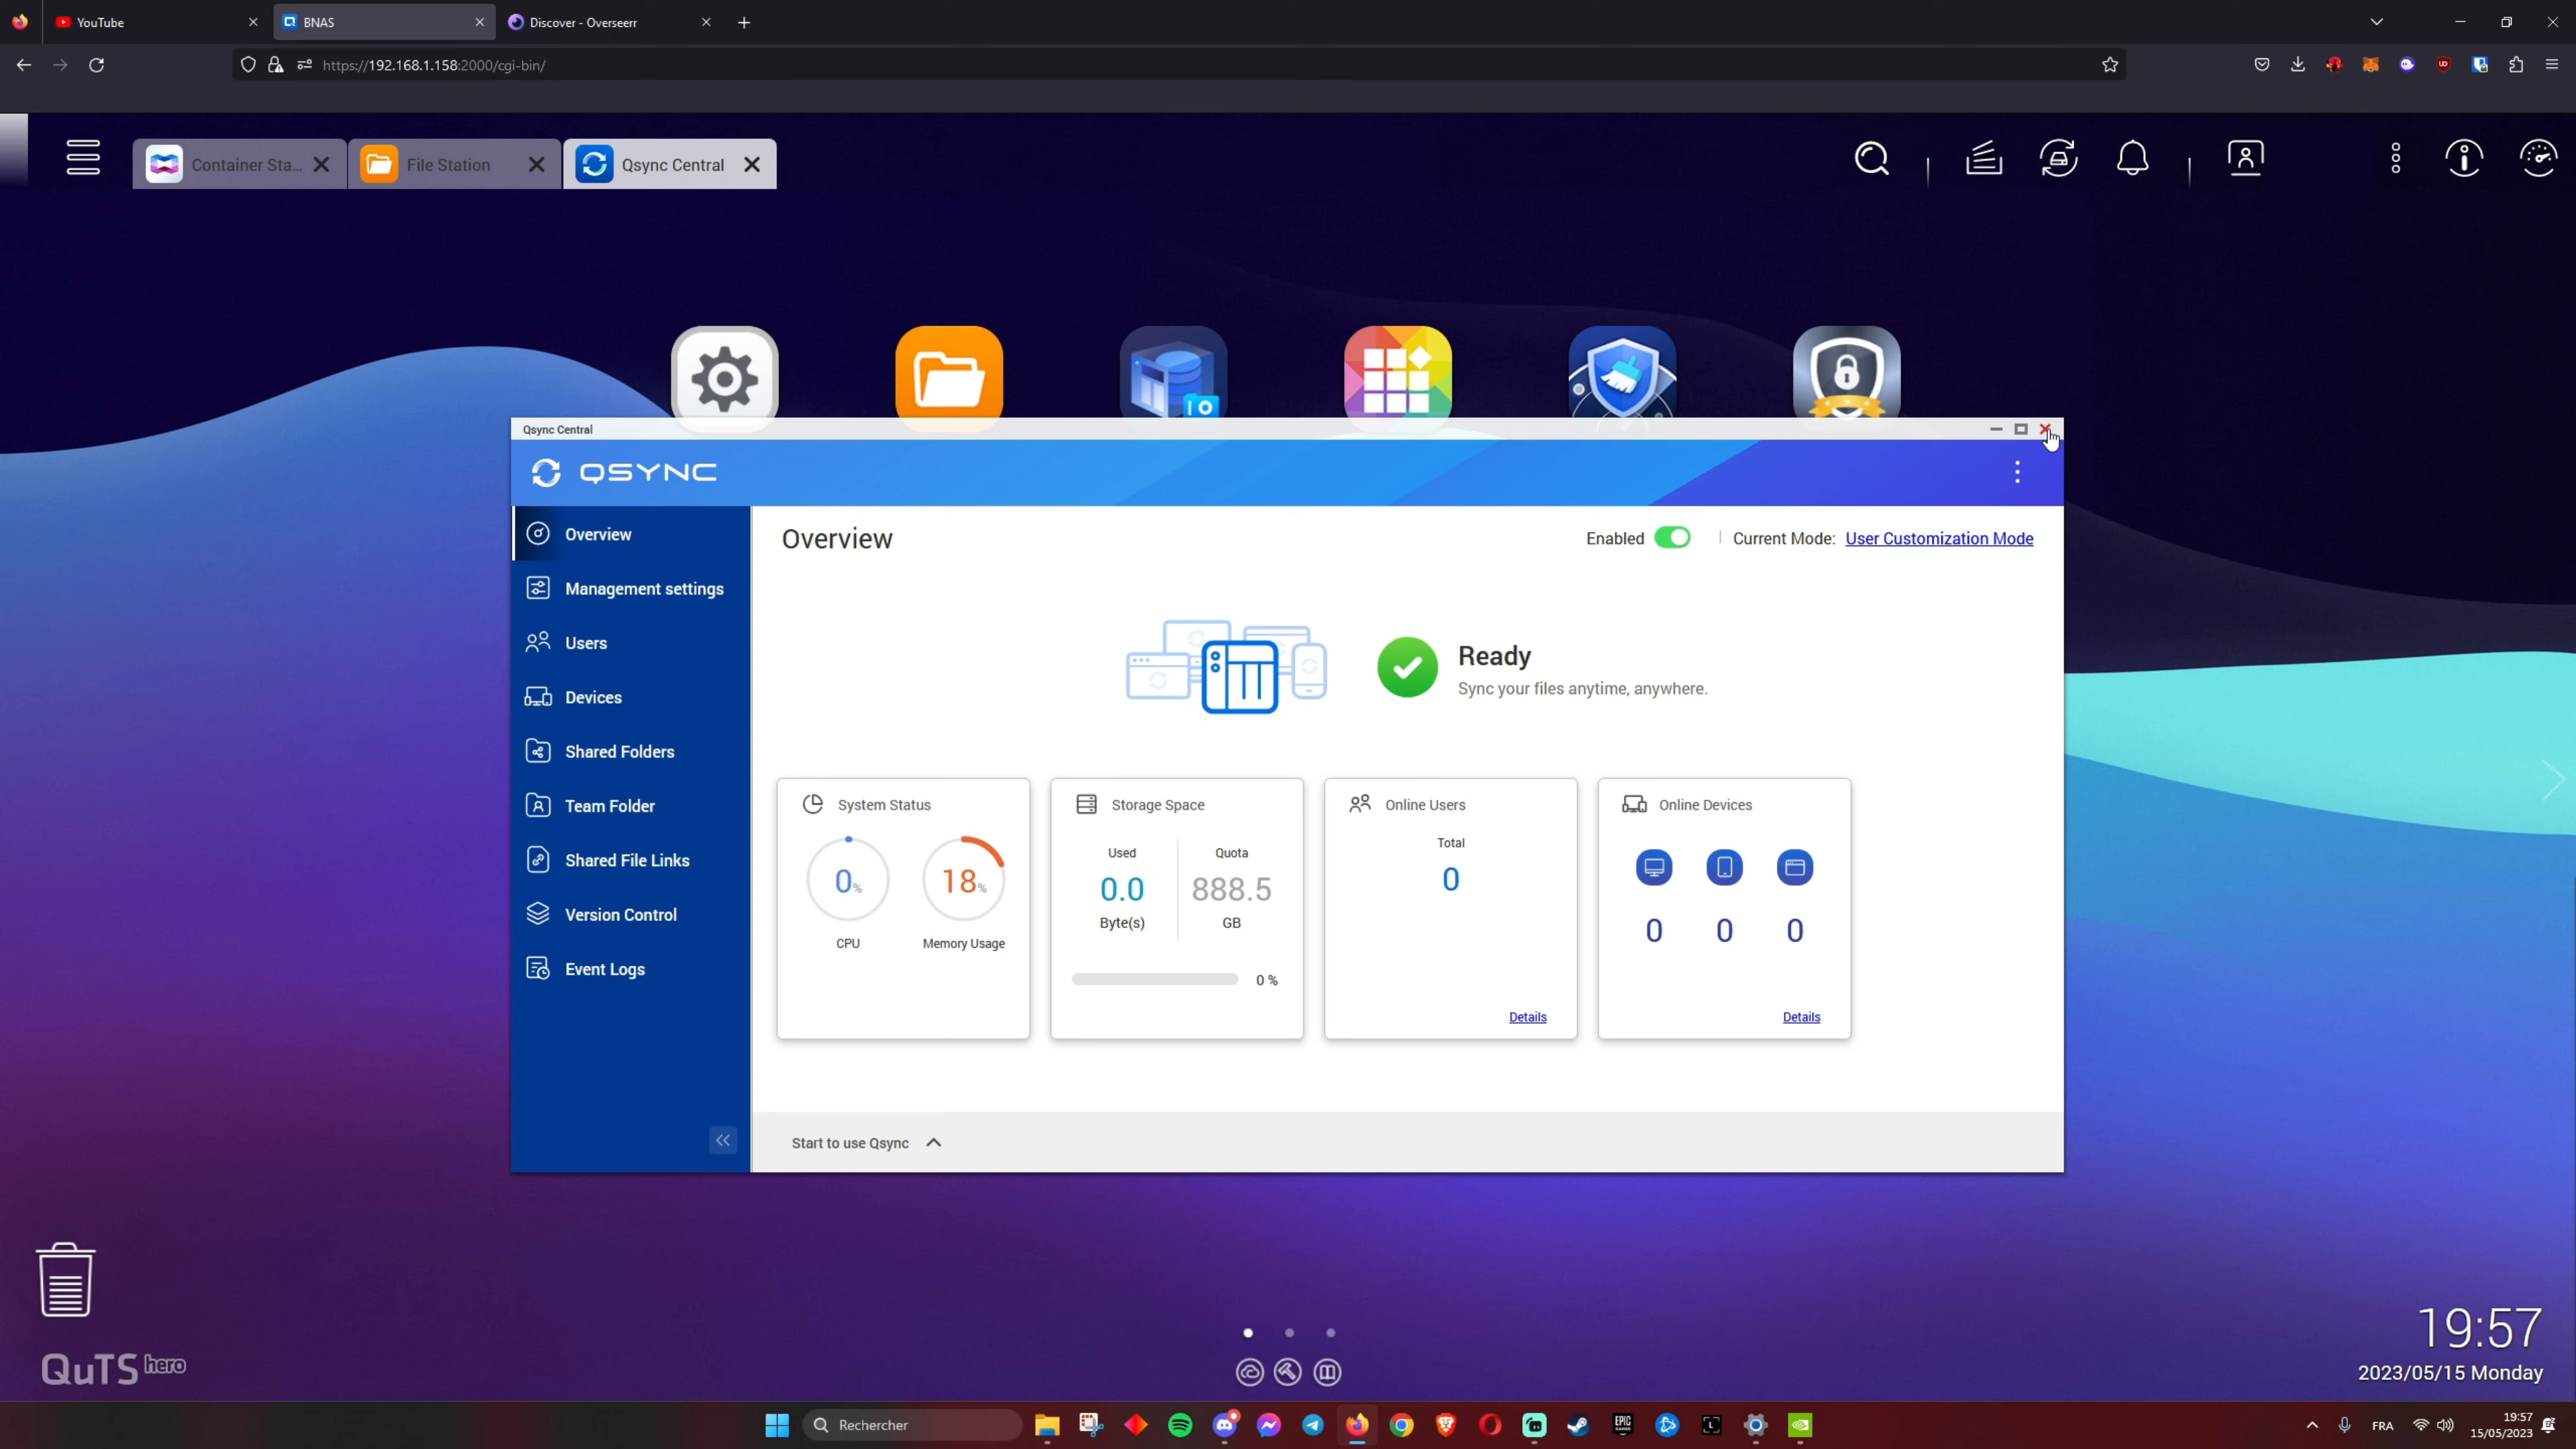 YouTube
BNAS
Discover - Overseerr
https://192.168.1.158:2000/cgi-bin/
UD
Container Sta...
File Station
Qsync Central
Qsync Central
QSYNC
Overview
Management settings
Users
Devices
Shared Folders
Team Folder
Shared File Links
Version Control
Event Logs
Overview
Enabled
Current Mode: User Customization Mode
Ready
Sync your files anytime, anywhere.
System Status
0%
CPU
18%
Memory Usage
Storage Space
Used
0.0
Byte(s)
Quota
888.5
GB
0 %
Online Users
Total
0
Details
Online Devices
0 0 0
Details
Start to use Qsync
QuTS hero
19:57
2023/05/15 Monday
Rechercher
EPIC GAMES
FRA
19:57
15/05/2023